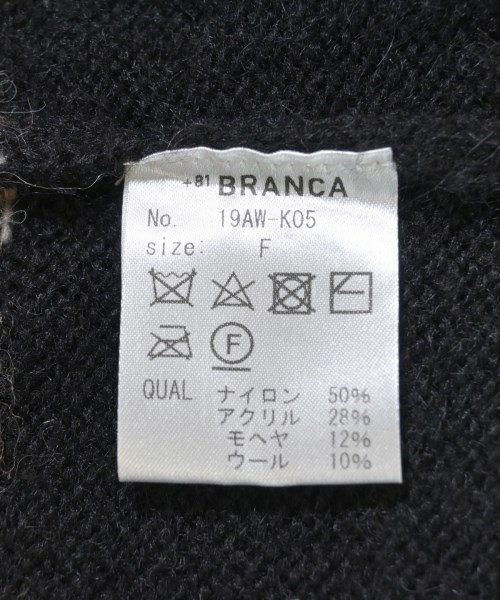 +81 BRANCA
No. 19AW-K05
size: F
F
QUAL ナイロン 50%
アクリル 28%
モヘヤ 12%
ウール 10%